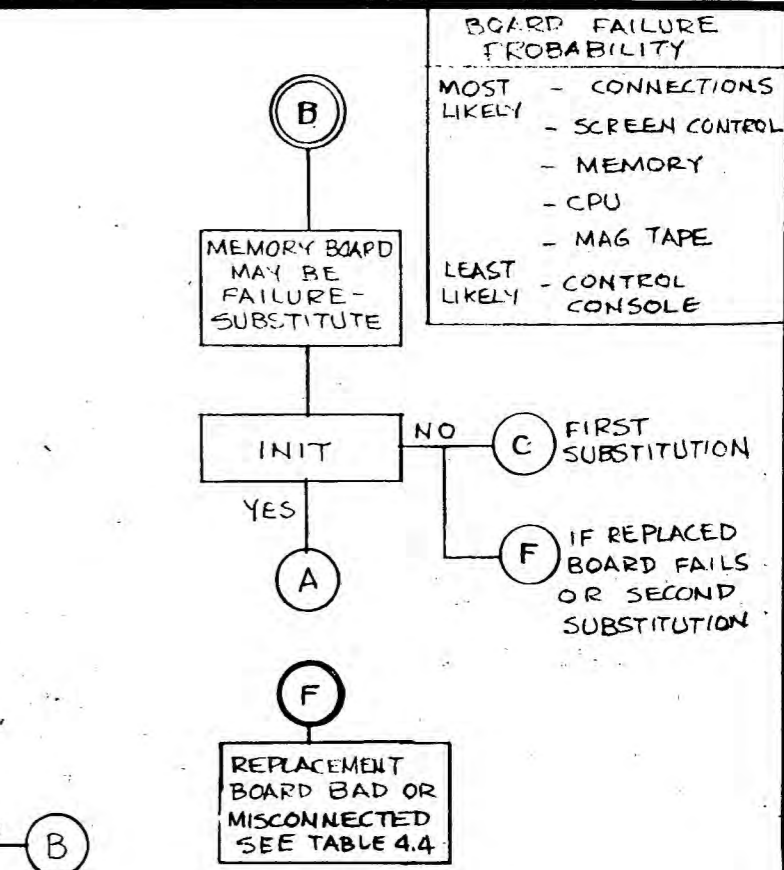 BOARD FAILURE
PROBABILITY
MOST - CONNECTIONS
LIKELY
- SCREEN CONTROL
- MEMORY
- CPU
- MAG TAPE
LEAST
LIKELY - CONTROL
CONSOLE
B
MEMORY BOARD
MAY BE
FAILURE-
SUBSTITUTE
INIT
NO
C
FIRST
SUBSTITUTION
YES
F
IF REPLACED
BOARD FAILS
OR SECOND
SUBSTITUTION
A
F
REPLACEMENT
BOARD BAD OR
MISCONNECTED
SEE TABLE 4.4
B